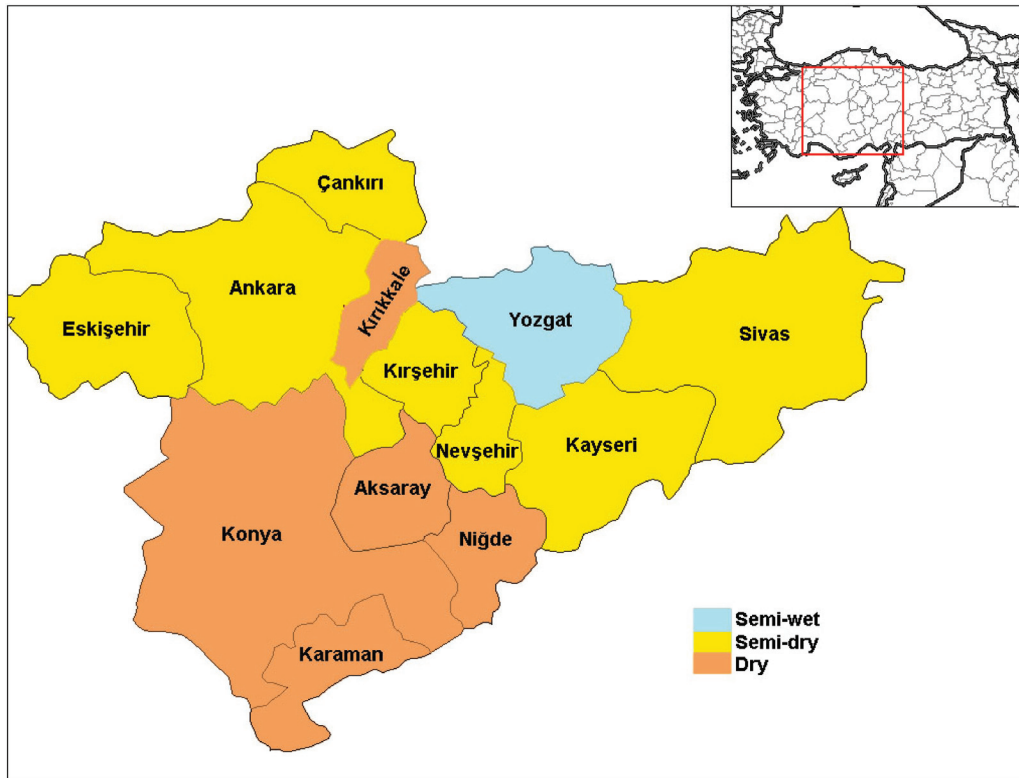 Çankırı
Ankara
Kırıkkale
Eskişehir
Yozgat
Sivas
Kırşehir
Nevşehir
Kayseri
Aksaray
Konya
Niğde
Karaman
Semi-wet
Semi-dry
Dry